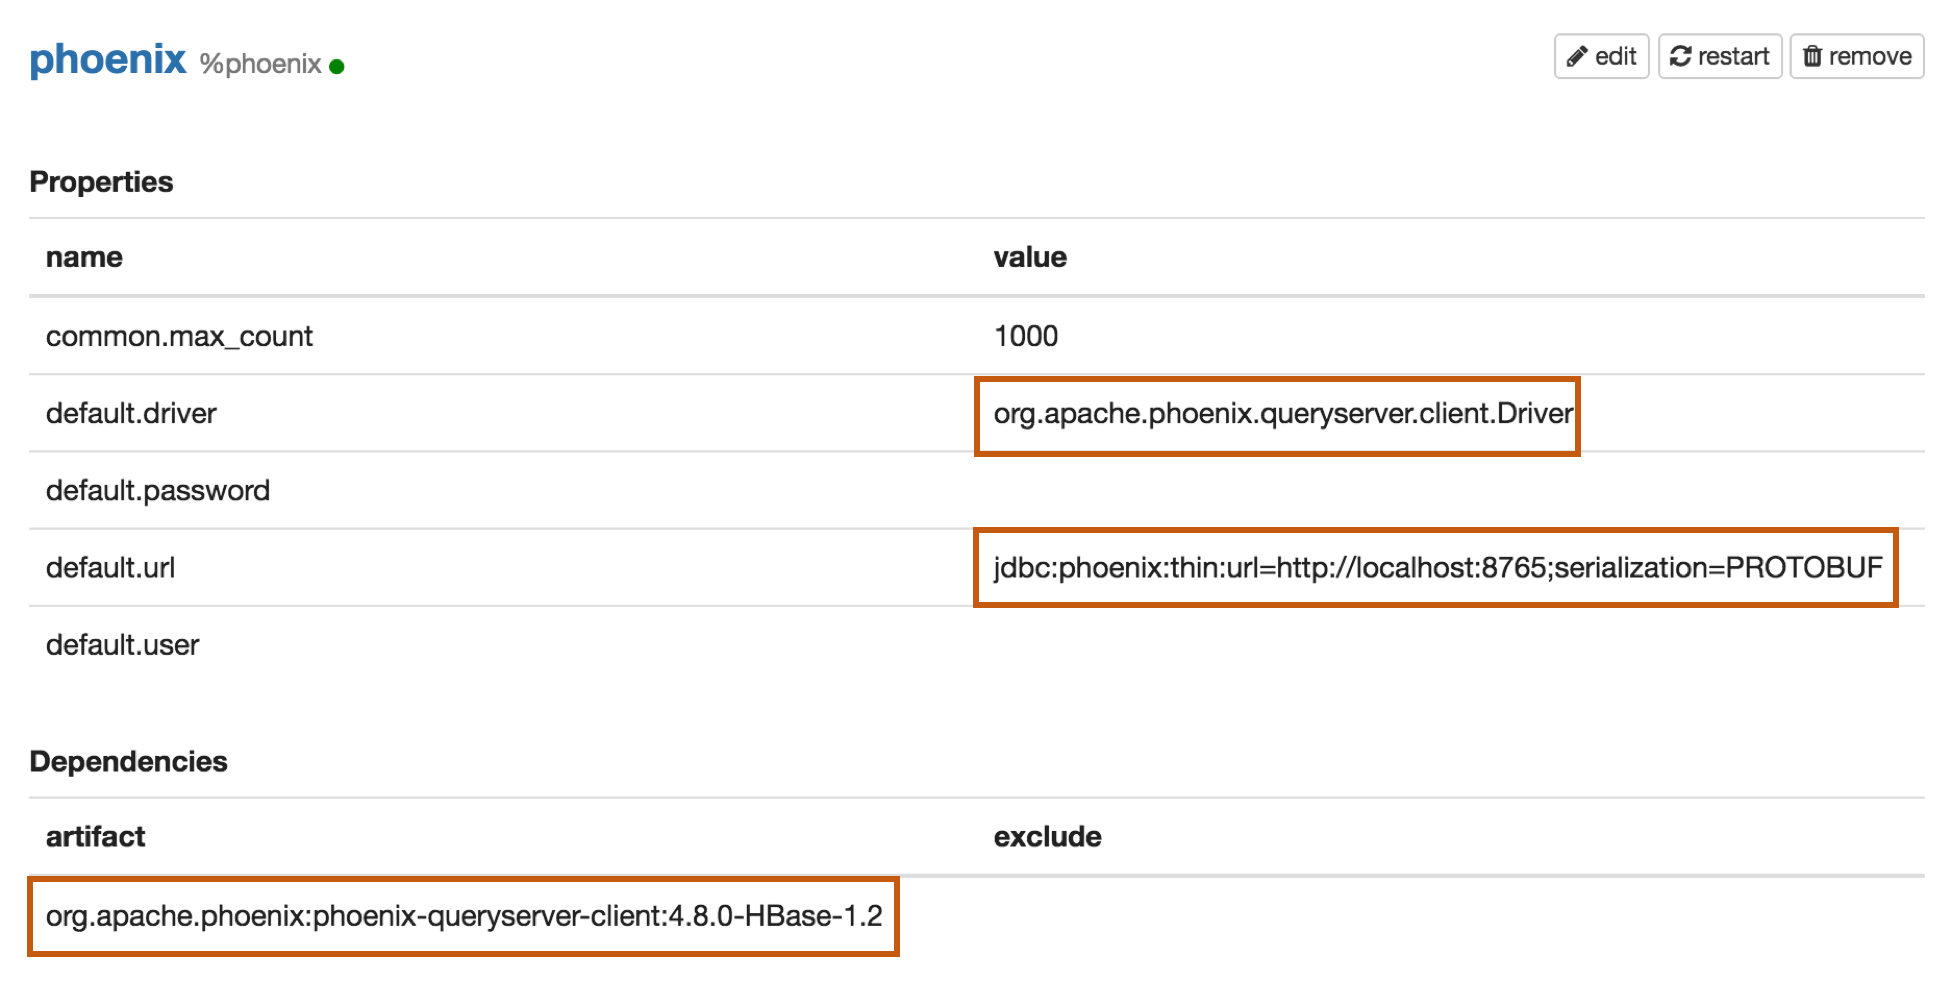 phoenix %phoenix edit restart remove
Properties
name value
common.max_count 1000
default.driver org.apache.phoenix.queryserver.client.Driver
default.password
default.url jdbc:phoenix:thin:url=http://localhost:8765;serialization=PROTOBUF
default.user
Dependencies
artifact exclude
org.apache.phoenix:phoenix-queryserver-client:4.8.0-HBase-1.2